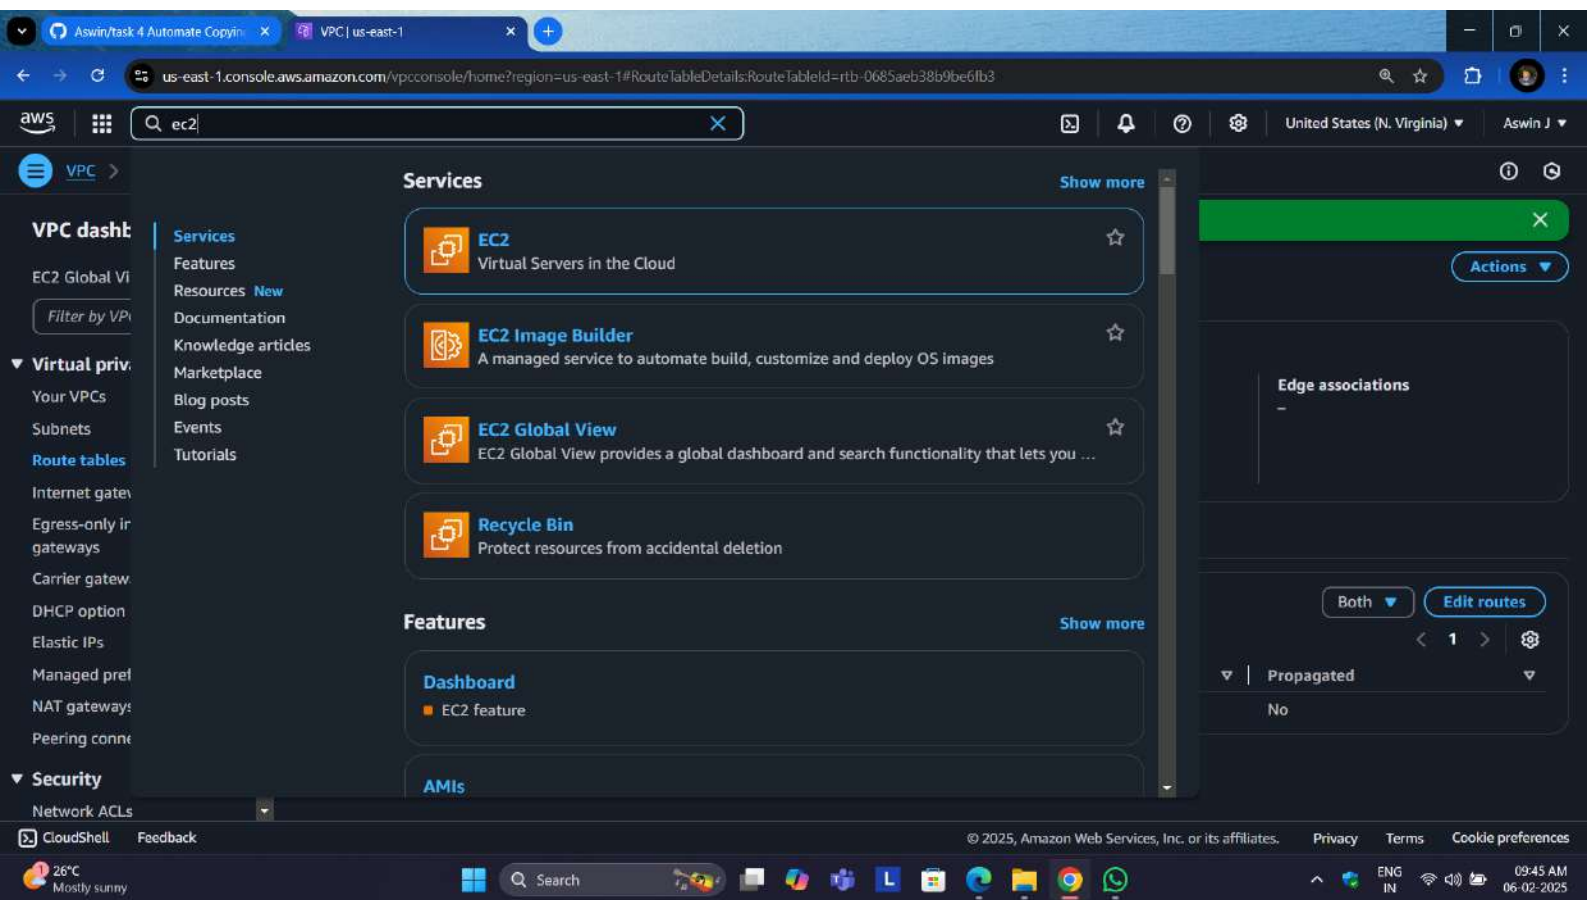 Aswin/task 4 Automate Copyin
VPC | us-east-1
us-east-1.console.aws.amazon.com/vpcconsole/home?region=us-east-1#RouteTableDetails:RouteTableId=rtb-0685aeb38b9be6fb3
aws
ec2
United States (N. Virginia)
Aswin J
VPC
VPC dashb
EC2 Global Vi
Filter by VP
Virtual priv
Your VPCs
Subnets
Route tables
Internet gatew
Egress-only in
gateways
Carrier gatew
DHCP option
Elastic IPs
Managed pref
NAT gateways
Peering conne
Security
Network ACLs
Services
Features
Resources New
Documentation
Knowledge articles
Marketplace
Blog posts
Events
Tutorials
Services
Show more
EC2
Virtual Servers in the Cloud
EC2 Image Builder
A managed service to automate build, customize and deploy OS images
EC2 Global View
EC2 Global View provides a global dashboard and search functionality that lets you ...
Recycle Bin
Protect resources from accidental deletion
Features
Show more
Dashboard
EC2 feature
AMIs
Actions
Edge associations
–
Both
Edit routes
1
Propagated
No
CloudShell
Feedback
© 2025, Amazon Web Services, Inc. or its affiliates.
Privacy
Terms
Cookie preferences
1
26°C
Mostly sunny
Search
L
ENG
IN
09:45 AM
06-02-2025